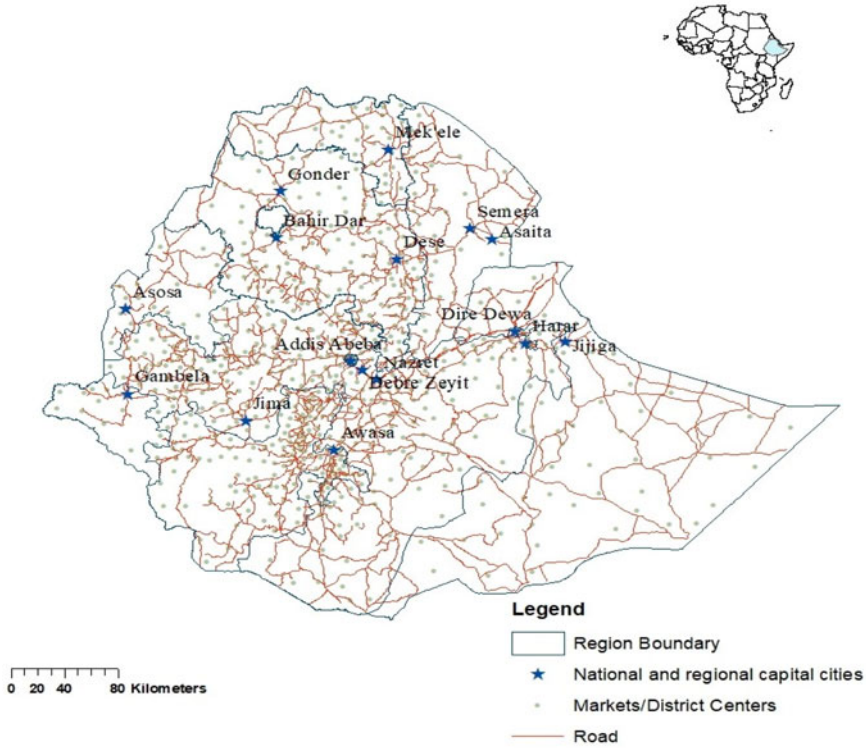 Mek'ele
Gonder
Semera
Bahir Dar
Asaita
Dese
Asosa
Dire Dewa
Harar
Addis Abeba
Jijiga
Nazret
Gambela
Debre Zeyit
Jima
Awasa
Legend
Region Boundary
National and regional capital cities
Markets/District Centers
Road
0 20 40 80 Kilometers